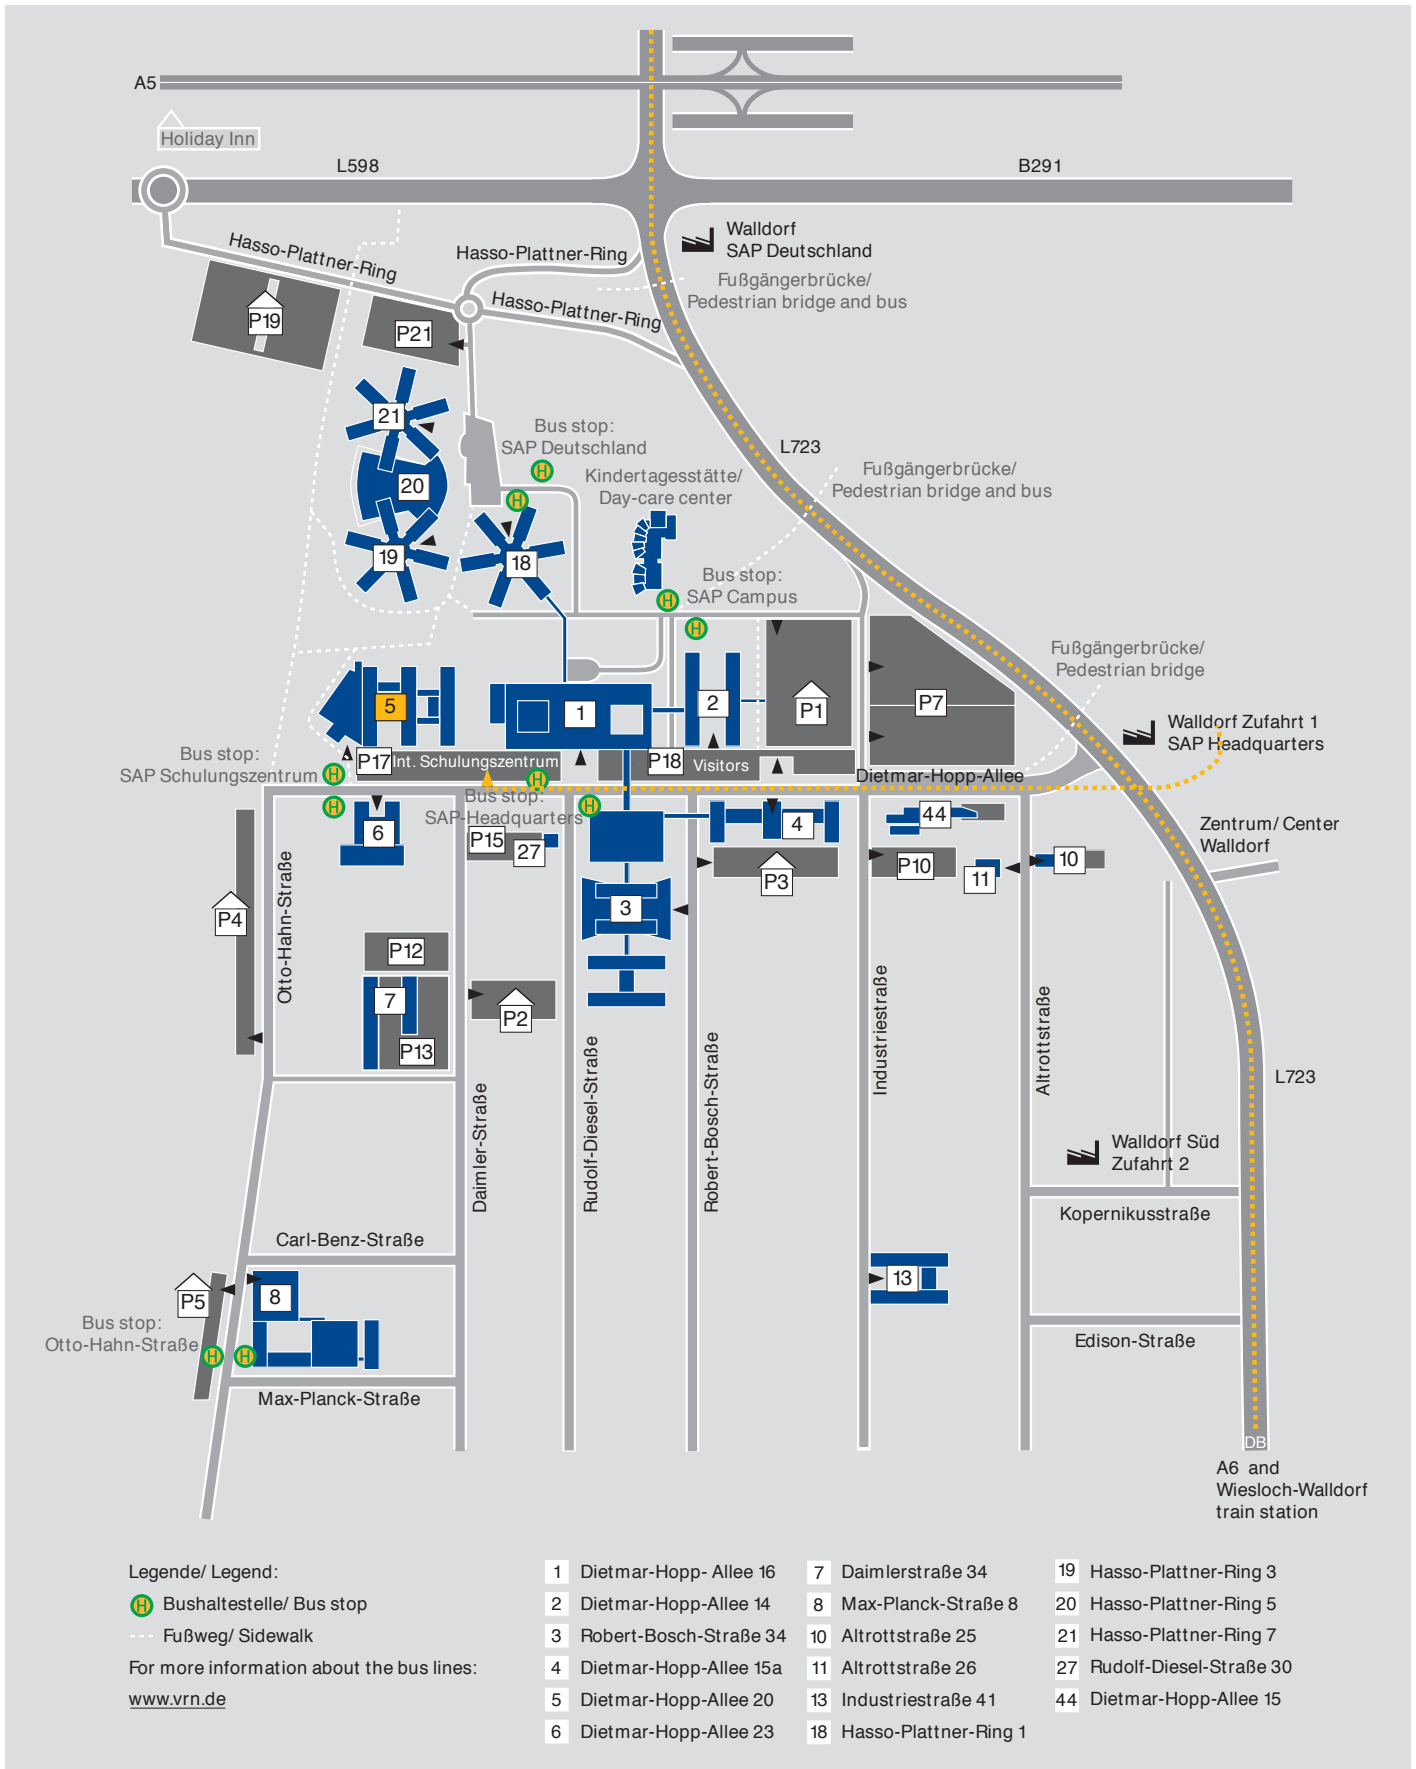 A5
Holiday Inn
L598
B291
Walldorf
SAP Deutschland
Hasso-Plattner-Ring
Hasso-Plattner-Ring
Hasso-Plattner-Ring
Fußgängerbrücke/
Pedestrian bridge and bus
P19
P21
21
Bus stop:
SAP Deutschland
H
H
L723
Kindertagesstätte/
Day-care center
Fußgängerbrücke/
Pedestrian bridge and bus
20
19
18
Bus stop:
SAP Campus
H
H
Fußgängerbrücke/
Pedestrian bridge
5
1
2
P1
P7
Walldorf Zufahrt 1
SAP Headquarters
Bus stop:
SAP Schulungszentrum
H
H
P17
Int. Schulungszentrum
P18
Visitors
Dietmar-Hopp-Allee
H
Bus stop:
SAP-Headquarters
H
6
P15
27
4
44
Zentrum/ Center
Walldorf
P3
P10
11
10
P4
Otto-Hahn-Straße
3
P12
7
P13
P2
Daimler-Straße
Rudolf-Diesel-Straße
Robert-Bosch-Straße
Industriestraße
Altrottstraße
L723
Walldorf Süd
Zufahrt 2
Kopernikusstraße
Carl-Benz-Straße
P5
8
13
Bus stop:
Otto-Hahn-Straße
H
H
Edison-Straße
Max-Planck-Straße
DB
A6 and
Wiesloch-Walldorf
train station
Legende/ Legend:
H Bushaltestelle/ Bus stop
Fußweg/ Sidewalk
For more information about the bus lines:
www.vrn.de
1 Dietmar-Hopp- Allee 16
2 Dietmar-Hopp-Allee 14
3 Robert-Bosch-Straße 34
4 Dietmar-Hopp-Allee 15a
5 Dietmar-Hopp-Allee 20
6 Dietmar-Hopp-Allee 23
7 Daimlerstraße 34
8 Max-Planck-Straße 8
10 Altrottstraße 25
11 Altrottstraße 26
13 Industriestraße 41
18 Hasso-Plattner-Ring 1
19 Hasso-Plattner-Ring 3
20 Hasso-Plattner-Ring 5
21 Hasso-Plattner-Ring 7
27 Rudolf-Diesel-Straße 30
44 Dietmar-Hopp-Allee 15